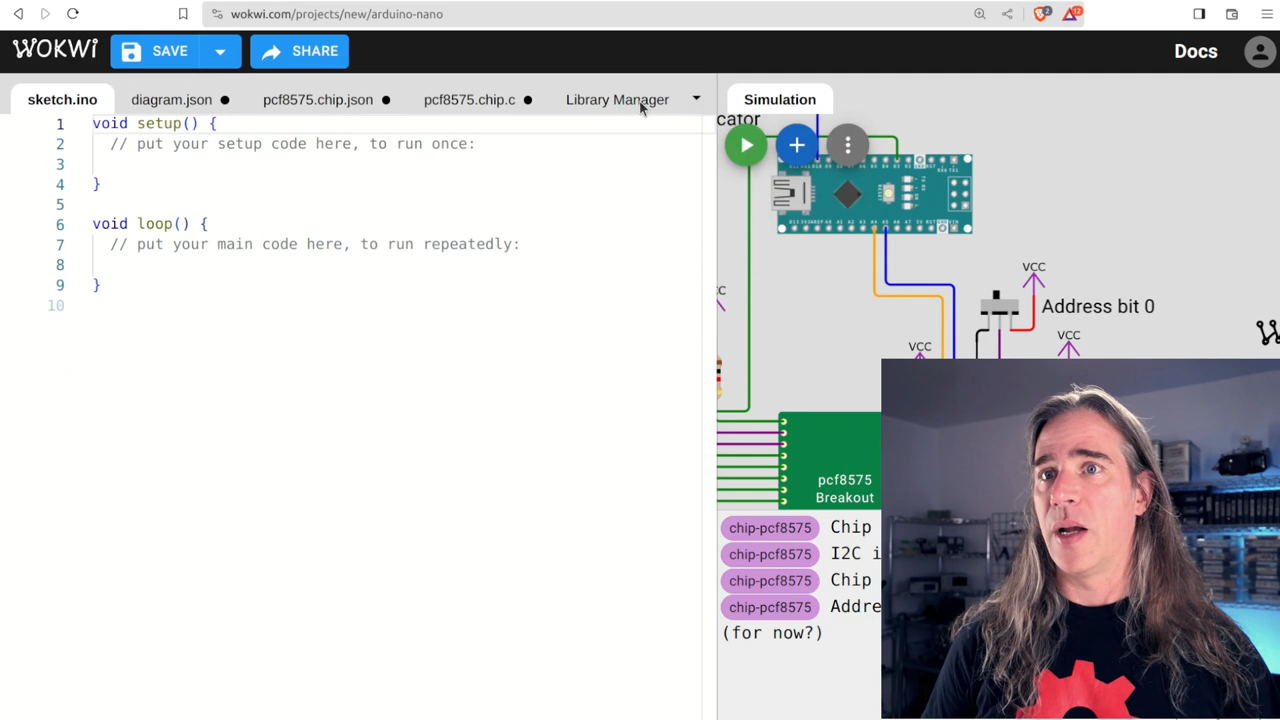 wokwi.com/projects/new/arduino-nano
2
12
WOKWi
SAVE
SHARE
Docs
sketch.ino
diagram.json
pcf8575.chip.json
pcf8575.chip.c
Library Manager
Simulation
1 void setup() {
2 // put your setup code here, to run once:
3
4 }
5
6 void loop() {
7 // put your main code here, to run repeatedly:
8
9 }
10
cator
VCC
Address bit 0
VCC
VCC
pcf8575
Breakout
chip-pcf8575 Chip
chip-pcf8575 I2C i
chip-pcf8575 Chip
chip-pcf8575 Addre
(for now?)